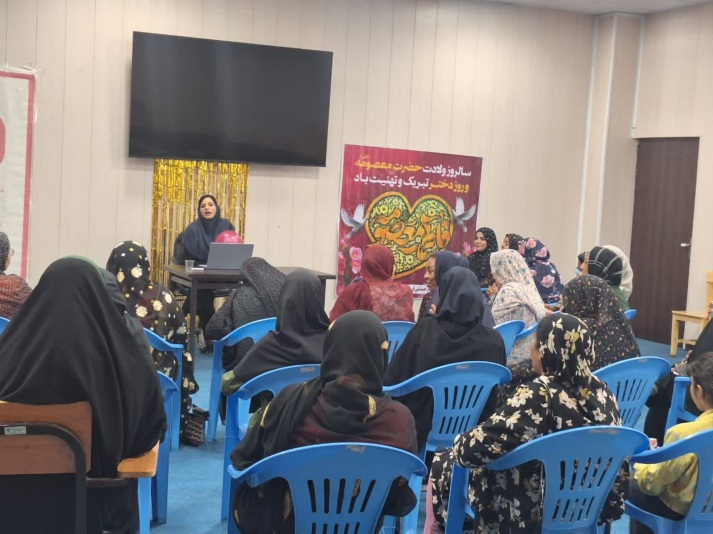 سالروز ولادت حضرت معصومه
و روز دختر تبریک و تهنیت باد